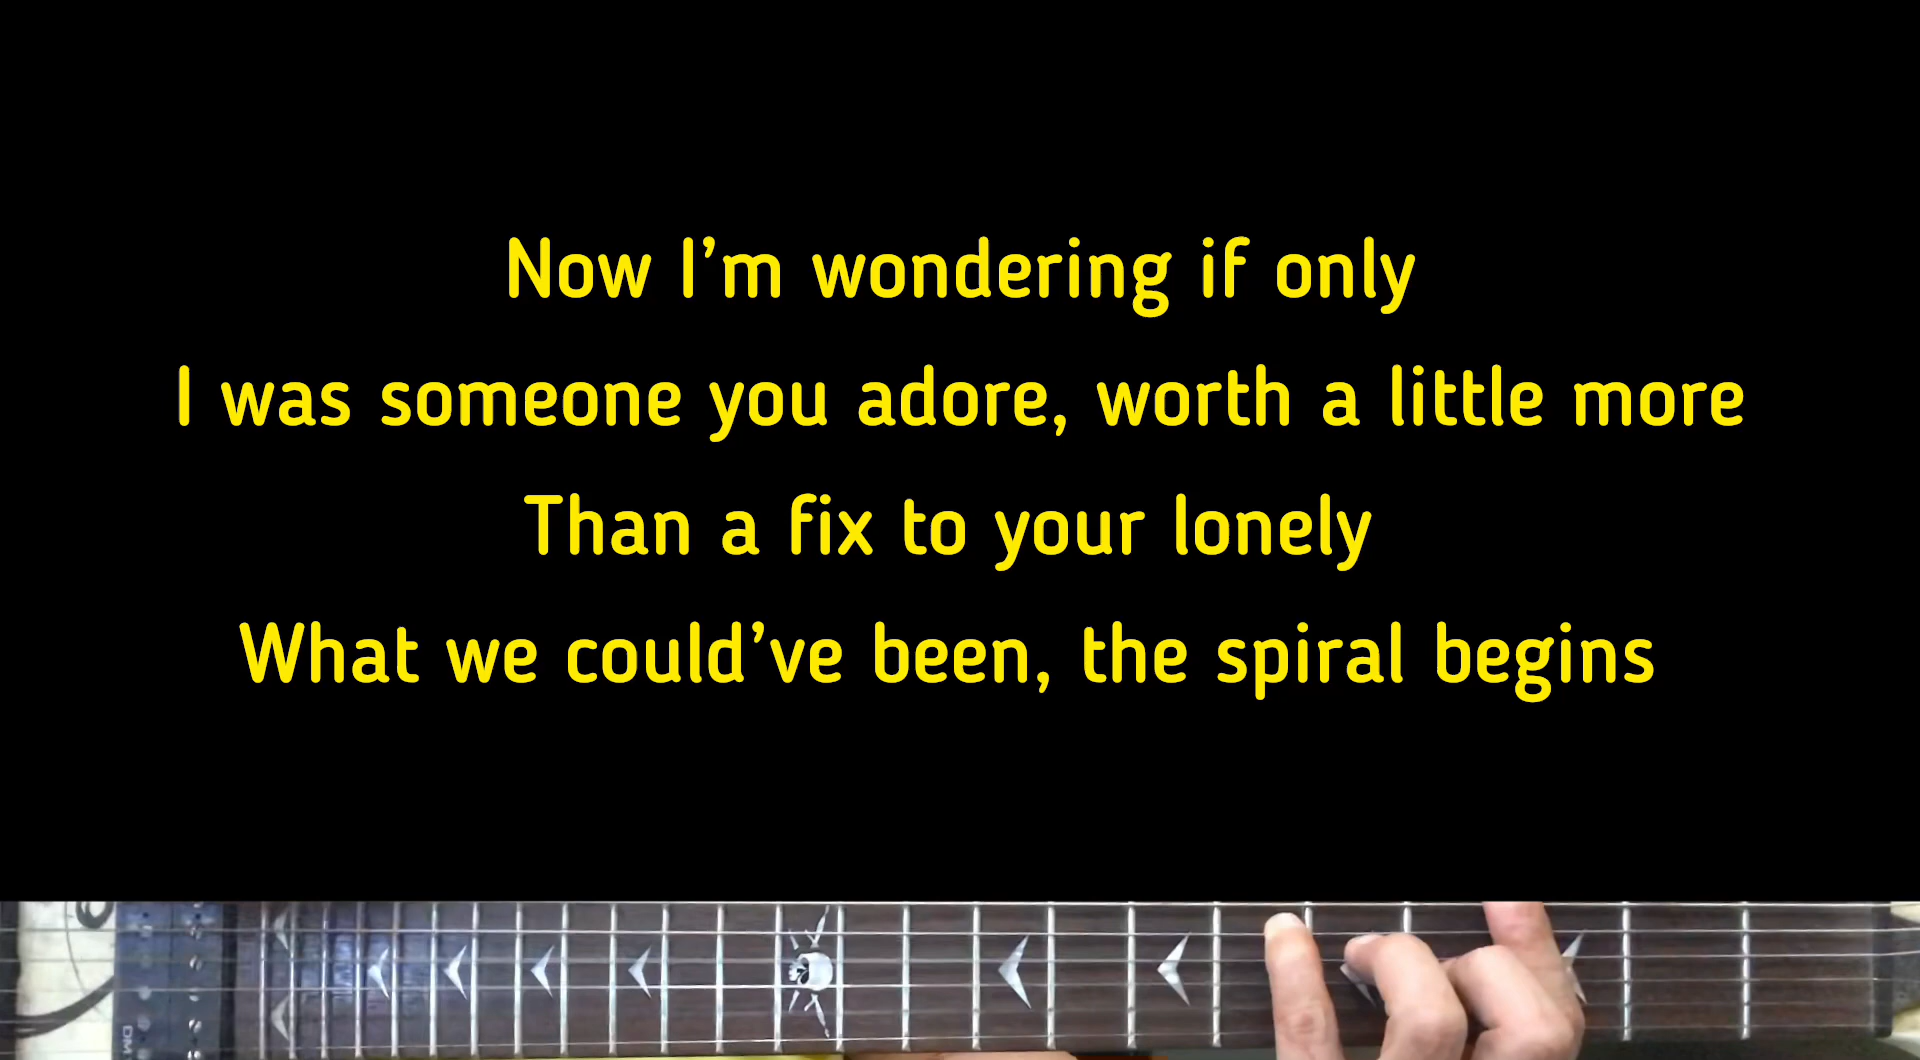 Now I’m wondering if only
I was someone you adore, worth a little more
Than a fix to your lonely
What we could’ve been, the spiral begins
DM